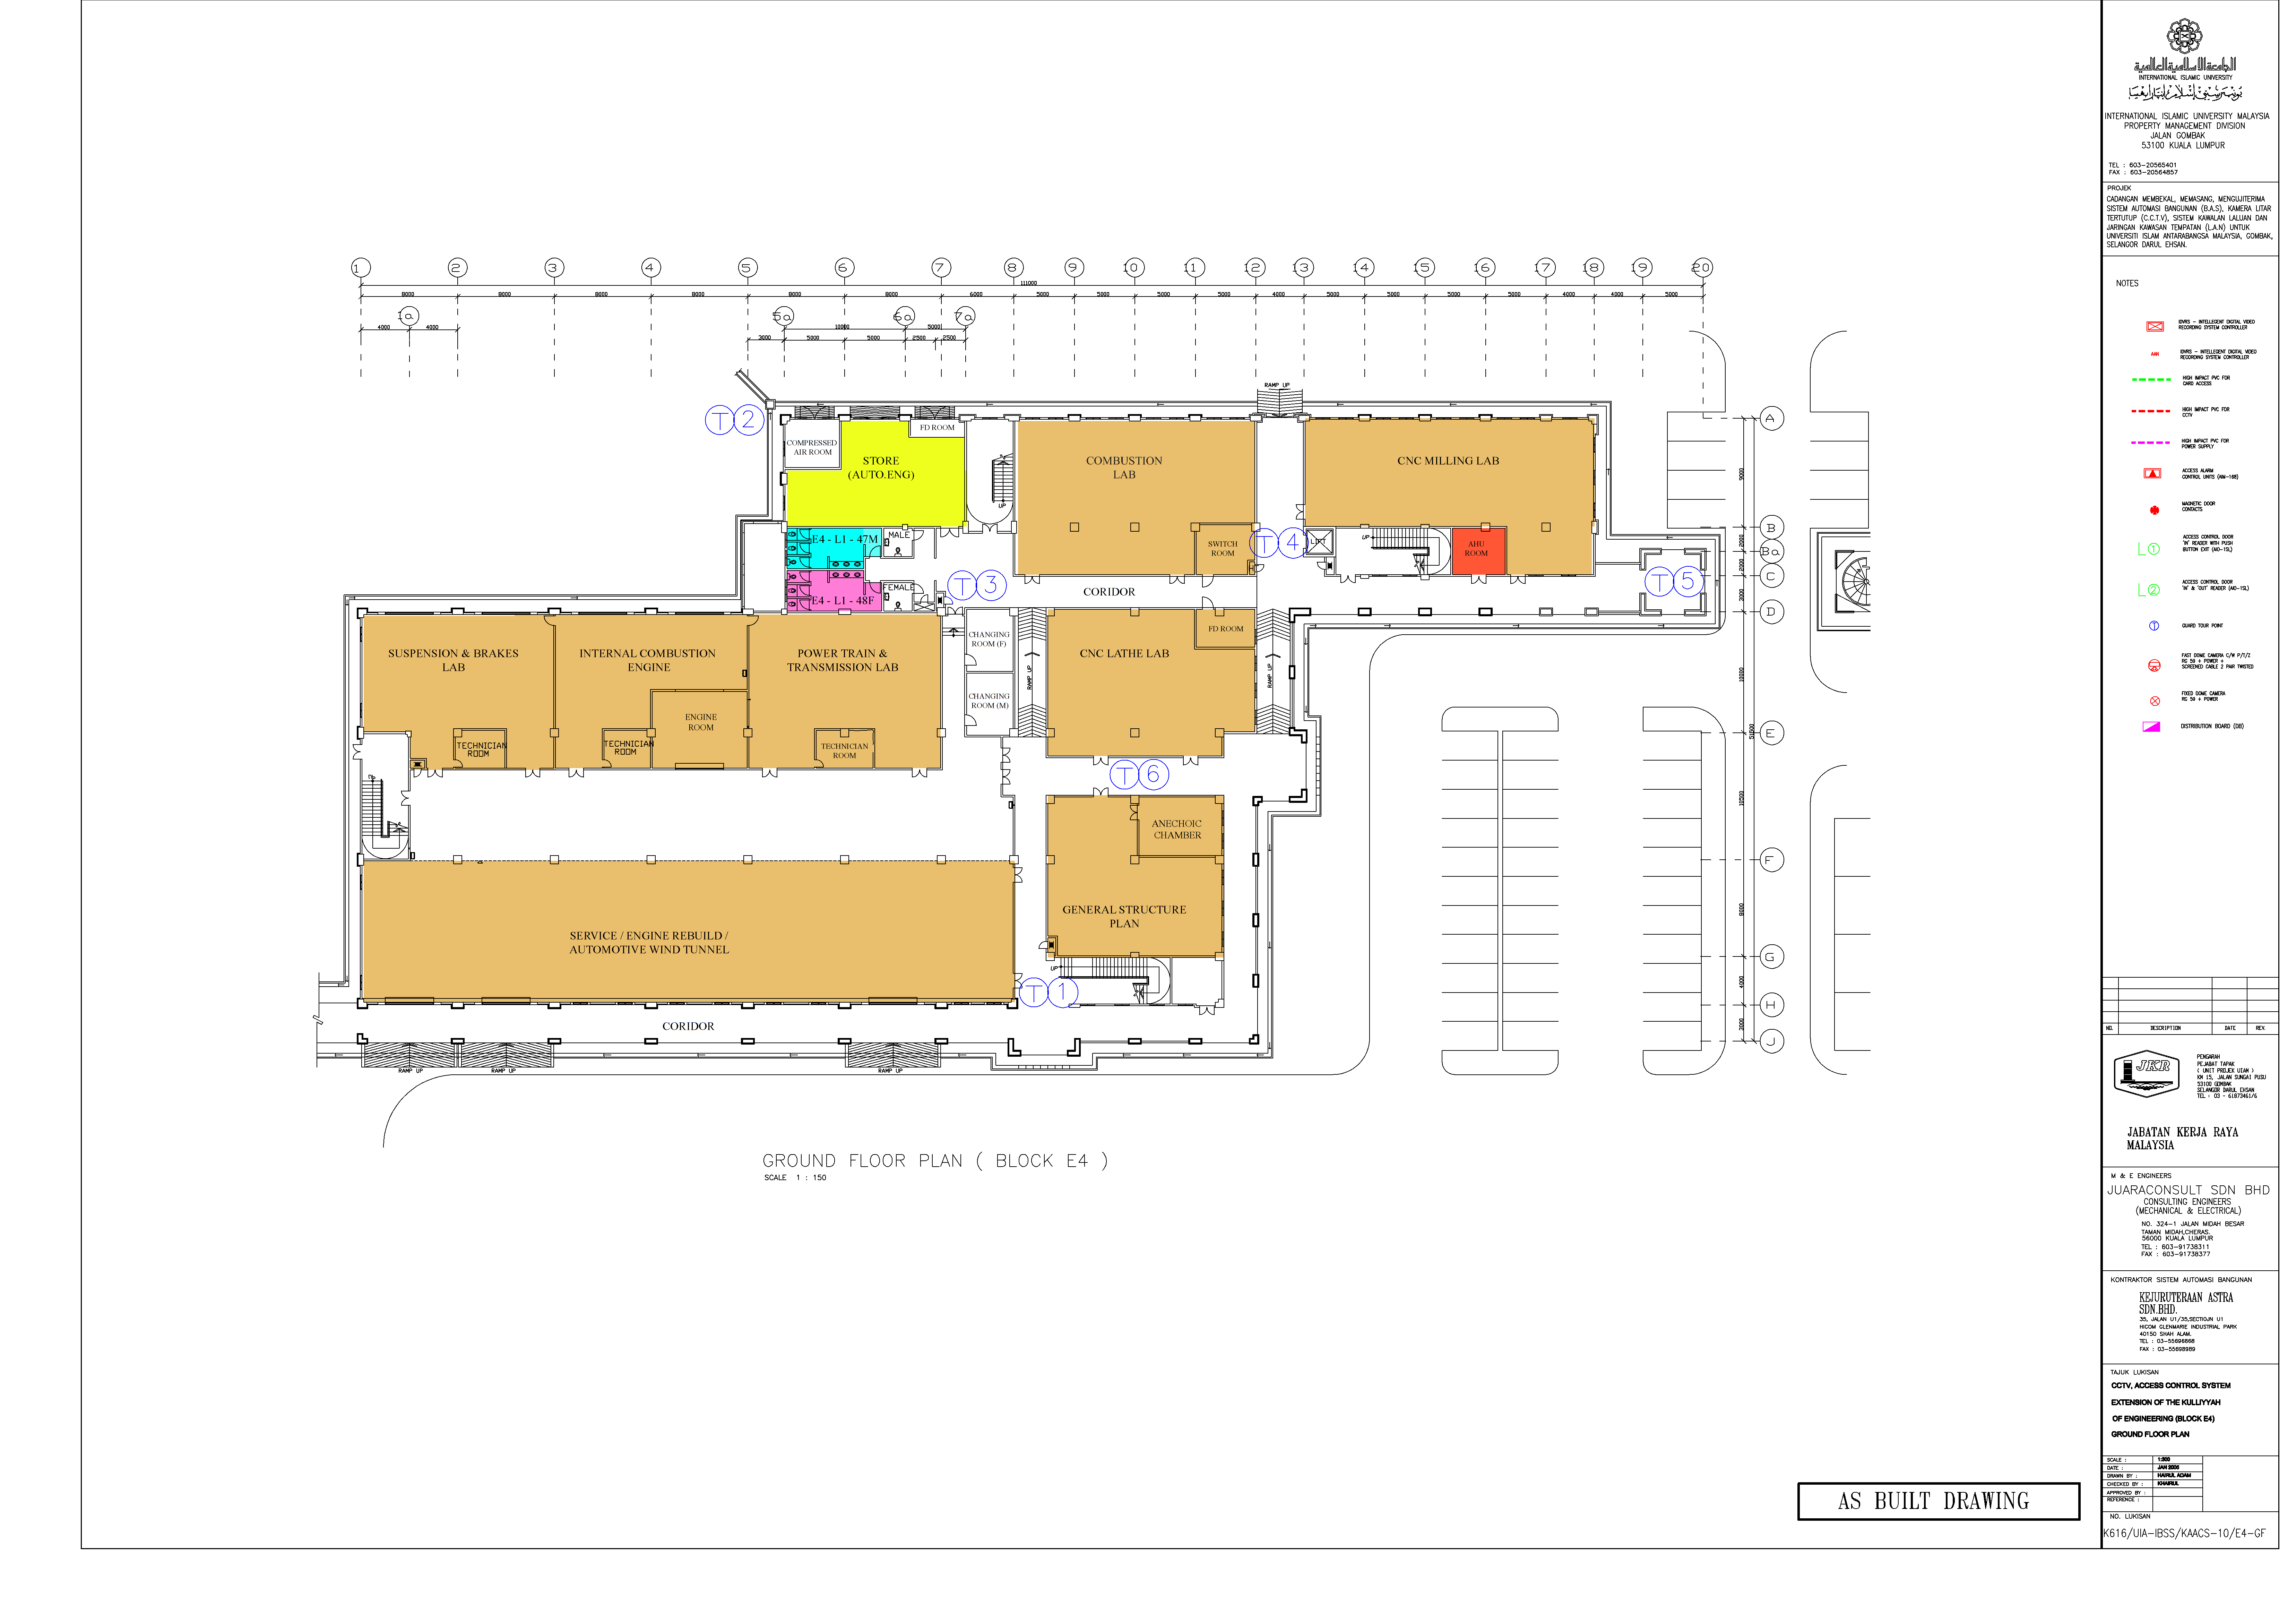 1 2 3 4 5 6 7 8 9 10 11 12 13 14 15 16 17 18 19 20
111000
8000 8000 8000 8000 8000 8000 6000 5000 5000 5000 5000 4000 5000 5000 5000 5000 4000 4000 5000
1a 5a 6a 7a
4000 4000 10000 5000
3000 5000 5000 2500 2500
RAMP UP
T 2
A
COMPRESSED
AIR ROOM
FD ROOM
STORE
(AUTO.ENG)
UP
COMBUSTION
LAB
CNC MILLING LAB
9000
B
E4 - L1 - 47M
MALE
SWITCH
ROOM
T 4
LIFT
UP
AHU
ROOM
2000
Ba
2000
C
E4 - L1 - 48F
FEMALE
T 3
CORIDOR
T 5
3000
D
SUSPENSION & BRAKES
LAB
INTERNAL COMBUSTION
ENGINE
POWER TRAIN &
TRANSMISSION LAB
CHANGING
ROOM (F)
RAMP UP
CNC LATHE LAB
FD ROOM
RAMP UP
10000
CHANGING
ROOM (M)
ENGINE
ROOM
TECHNICIAN
ROOM
TECHNICIAN
ROOM
TECHNICIAN
ROOM
E
51500
UP
T 6
10500
ANECHOIC
CHAMBER
F
8000
GENERAL STRUCTURE
PLAN
SERVICE / ENGINE REBUILD /
AUTOMOTIVE WIND TUNNEL
G
UP
T 1
4000
H
CORIDOR
3000
J
RAMP UP RAMP UP RAMP UP
GROUND FLOOR PLAN ( BLOCK E4 )
SCALE 1 : 150
AS BUILT DRAWING
الجامعة الإسلامية العالمية
INTERNATIONAL ISLAMIC UNIVERSITY
INTERNATIONAL ISLAMIC UNIVERSITY MALAYSIA
PROPERTY MANAGEMENT DIVISION
JALAN GOMBAK
53100 KUALA LUMPUR
TEL : 603-20565401
FAX : 603-20564857
PROJEK
CADANGAN MEMBEKAL, MEMASANG, MENGUJITERIMA
SISTEM AUTOMASI BANGUNAN (B.A.S), KAMERA LITAR
TERTUTUP (C.C.T.V), SISTEM KAWALAN LALUAN DAN
JARINGAN KAWASAN TEMPATAN (L.A.N) UNTUK
UNIVERSITI ISLAM ANTARABANGSA MALAYSIA, GOMBAK,
SELANGOR DARUL EHSAN.
NOTES
IDVRS - INTELLEGENT DIGITAL VIDEO
RECORDING SYSTEM CONTROLLER
IDVRS - INTELLEGENT DIGITAL VIDEO
RECORDING SYSTEM CONTROLLER
HIGH IMPACT PVC FOR
CARD ACCESS
HIGH IMPACT PVC FOR
CCTV
HIGH IMPACT PVC FOR
POWER SUPPLY
ACCESS ALARM
CONTROL UNITS (AIM-168)
MAGNETIC DOOR
CONTACTS
L 1
ACCESS CONTROL DOOR
'IN' READER WITH PUSH
BUTTON EXIT (MO-1SL)
L 2
ACCESS CONTROL DOOR
'IN' & 'OUT' READER (MO-1SL)
T
GUARD TOUR POINT
FAST DOME CAMERA C/W P/T/Z
RG 59 + POWER +
SCREENED CABLE 2 PAIR TWISTED
FIXED DOME CAMERA
RG 59 + POWER
DISTRIBUTION BOARD (DB)
NO. DESCRIPTION DATE REV.
JKR
PENGARAH
PEJABAT TAPAK
( UNIT PROJEK UIAM )
KM 15, JALAN SUNGAI PUSU
53100 GOMBAK
SELANGOR DARUL EHSAN
TEL : 03 - 61873461/6
JABATAN KERJA RAYA
MALAYSIA
M & E ENGINEERS
JUARACONSULT SDN BHD
CONSULTING ENGINEERS
(MECHANICAL & ELECTRICAL)
NO. 324-1 JALAN MIDAH BESAR
TAMAN MIDAH,CHERAS.
56000 KUALA LUMPUR
TEL : 603-91738311
FAX : 603-91738377
KONTRAKTOR SISTEM AUTOMASI BANGUNAN
KEJURUTERAAN ASTRA
SDN.BHD.
35, JALAN U1/35,SECTIOJN U1
HICOM GLENMARIE INDUSTRIAL PARK
40150 SHAH ALAM.
TEL : 03-55696868
FAX : 03-55698989
TAJUK LUKISAN
CCTV, ACCESS CONTROL SYSTEM
EXTENSION OF THE KULLIYYAH
OF ENGINEERING (BLOCK E4)
GROUND FLOOR PLAN
SCALE : 1:300
DATE : JAN 2006
DRAWN BY : HAIRUL ADAM
CHECKED BY : KHAIRUL
APPROVED BY :
REFERENCE :
NO. LUKISAN
K616/UIA-IBSS/KAACS-10/E4-GF